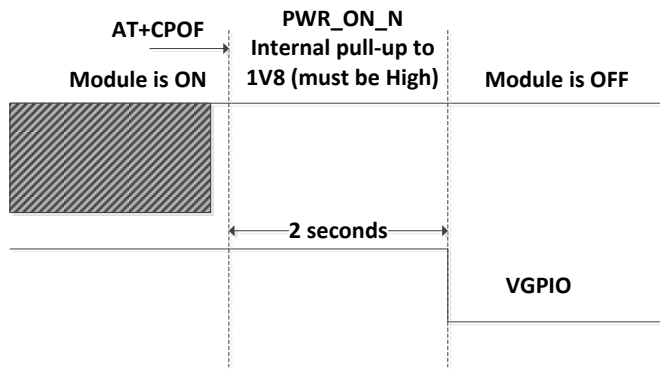 AT+CPOF
PWR_ON_N
Internal pull-up to
1V8 (must be High)
Module is ON
Module is OFF
2 seconds
VGPIO